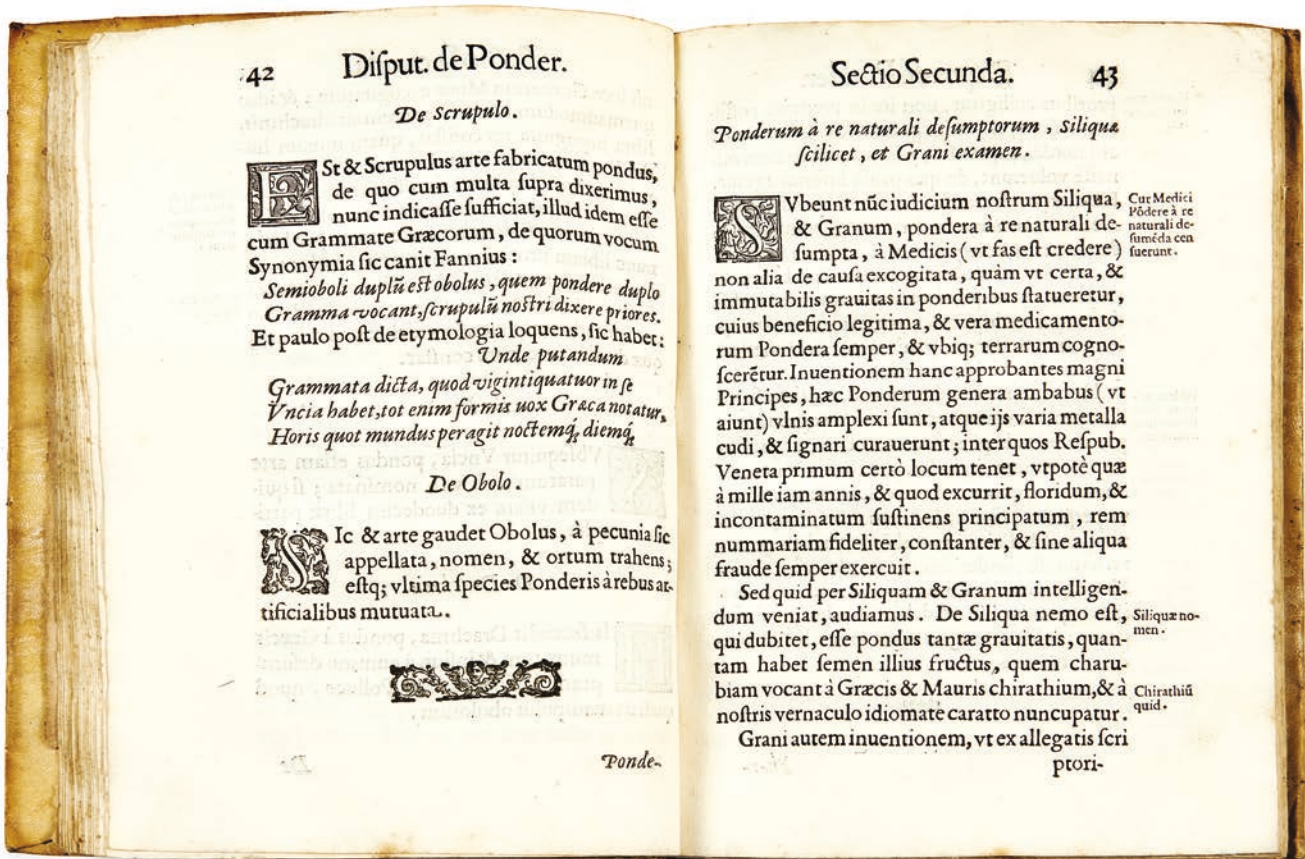 42 Diſput. de Ponder.
De Scrupulo.
ESt & Scrupulus arte fabricatum pondus,
de quo cum multa ſupra dixerimus,
nunc indicaſſe ſufficiat, illud idem eſſe
cum Grammate Græcorum, de quorum vocum
Synonymia ſic canit Fannius :
Semioboli duplũ est obolus, quem pondere duplo
Gramma vocant, ſcrupulũ noſtri dixere priores.
Et paulo poſt de etymologia loquens, ſic habet:
Unde putandum
Grammata dicta, quod vigintiquatuor in ſe
Vncia habet, tot enim formis uox Græca notatur,
Horis quot mundus peragit noctemq́, diemq́,
De Obolo.
SIc & arte gaudet Obolus, à pecunia ſic
appellata, nomen, & ortum trahens;
eſtq; vltima ſpecies Ponderis à rebus ar-
tificialibus mutuata..
Ponde-
Sectio Secunda. 43
Ponderum à re naturali deſumptorum, Siliquæ
ſcilicet, et Grani examen.
SVbeunt nũc iudicium noſtrum Siliqua,
& Granum, pondera à re naturali de-
ſumpta, à Medicis (vt fas eſt credere)
non alia de cauſa excogitata, quàm vt certa, &
immutabilis grauitas in ponderibus ſtatueretur,
cuius beneficio legitima, & vera medicamento-
rum Pondera ſemper, & vbiq; terrarum cogno-
ſcerẽtur. Inuentionem hanc approbantes magni
Principes, hæc Ponderum genera ambabus (vt
aiunt) vlnis amplexi ſunt, atque ijs varia metalla
cudi, & ſignari curauerunt; inter quos Reſpub.
Veneta primum certò locum tenet, vtpotè quæ
à mille iam annis, & quod excurrit, floridum, &
incontaminatum ſuſtinens principatum, rem
nummariam fideliter, conſtanter, & ſine aliqua
fraude ſemper exercuit.
Sed quid per Siliquam & Granum intelligen-
dum veniat, audiamus. De Siliqua nemo eſt,
qui dubitet, eſſe pondus tantæ grauitatis, quan-
tam habet ſemen illius fructus, quem charu-
biam vocant à Græcis & Mauris chirathium, & à
noſtris vernaculo idiomate caratto nuncupatur.
Grani autem inuentionem, vt ex allegatis ſcri
ptori-
Cur Medici
Põdere à re
naturali de-
ſumẽda cen
ſuerunt.
Siliquæ no-
men.
Chirathiũ
quid.